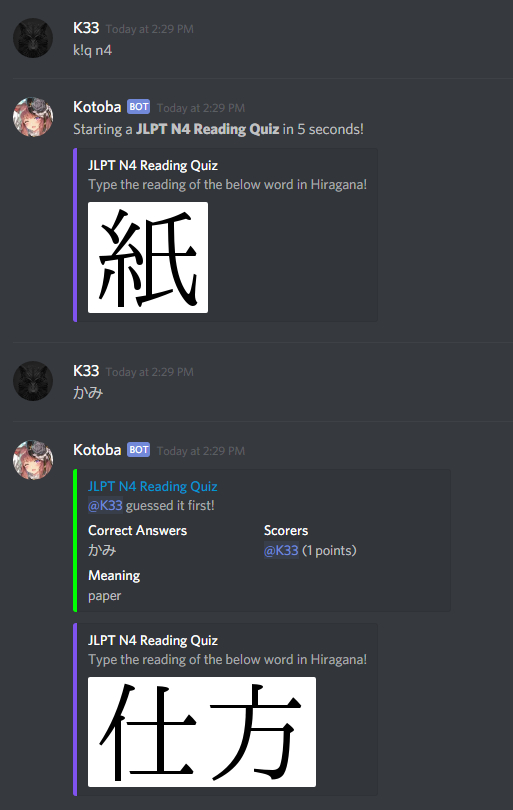 K33 Today at 2:29 PM
k!q n4
Kotoba BOT Today at 2:29 PM
Starting a JLPT N4 Reading Quiz in 5 seconds!
JLPT N4 Reading Quiz
Type the reading of the below word in Hiragana!
紙
K33 Today at 2:29 PM
かみ
Kotoba BOT Today at 2:29 PM
JLPT N4 Reading Quiz
@K33 guessed it first!
Correct Answers Scorers
かみ @K33 (1 points)
Meaning
paper
JLPT N4 Reading Quiz
Type the reading of the below word in Hiragana!
仕方